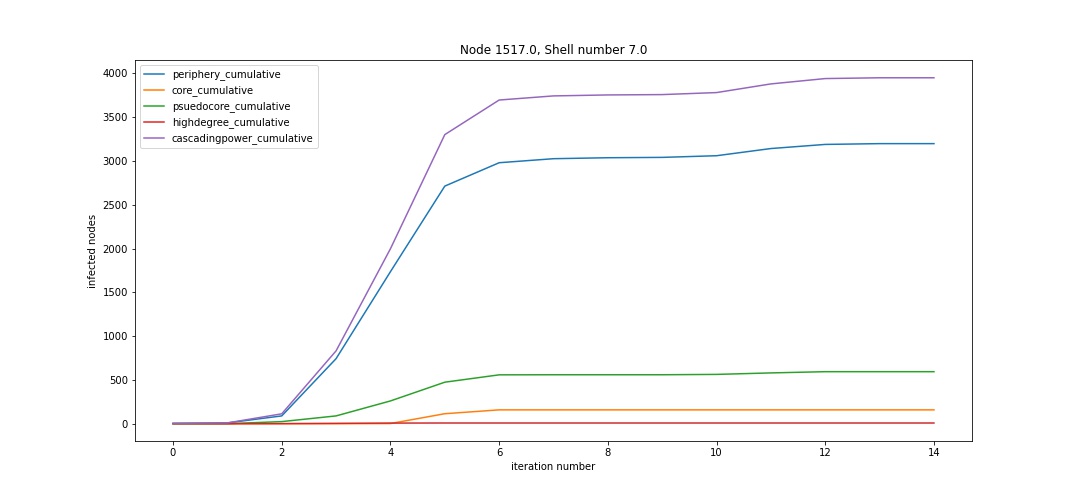 Node 1517.0, Shell number 7.0
periphery_cumulative
core_cumulative
psuedocore_cumulative
highdegree_cumulative
cascadingpower_cumulative
4000
3500
3000
2500
2000
1500
1000
500
0
infected nodes
0 2 4 6 8 10 12 14
iteration number